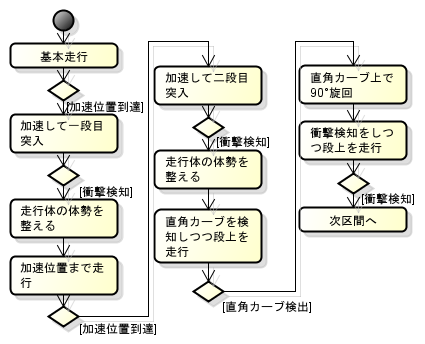 基本走行
[加速位置到達]
加速して一段目
突入
[衝撃検知]
走行体の体勢を
整える
加速位置まで走
行
[加速位置到達]
加速して二段目
突入
[衝撃検知]
走行体の体勢を
整える
直角カーブを検
知しつつ段上を
走行
[直角カーブ検出]
直角カーブ上で
90°旋回
衝撃検知をしつ
つ段上を走行
[衝撃検知]
次区間へ